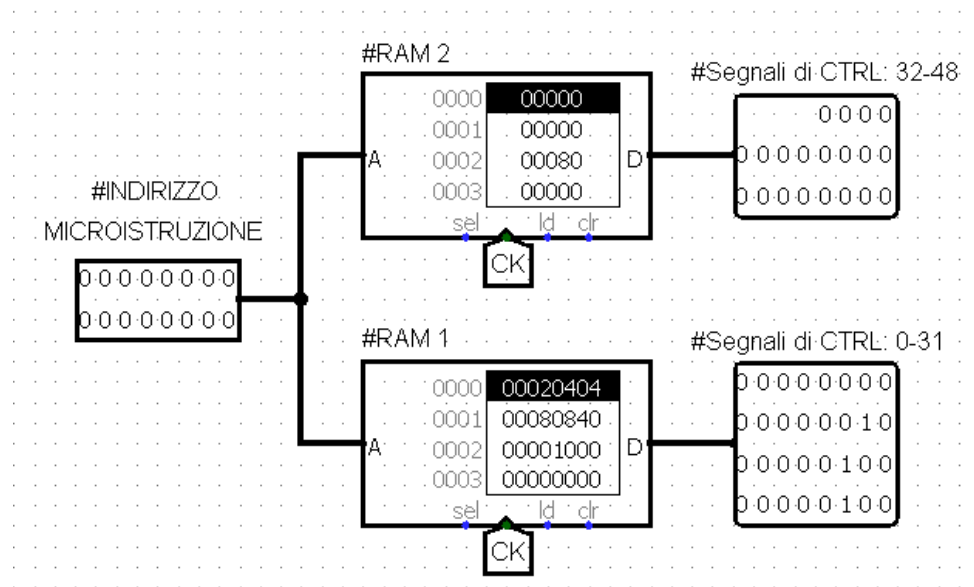 #RAM 2
0000 00000
0001 00000
0002 00080
0003 00000
A
D
sel ld clr
CK
#Segnali di CTRL: 32-48
0000
00000000
00000000
#INDIRIZZO
MICROISTRUZIONE
00000000
00000000
#RAM 1
0000 00020404
0001 00080840
0002 00001000
0003 00000000
A
D
sel ld clr
CK
#Segnali di CTRL: 0-31
00000000
00000010
00000100
00000100